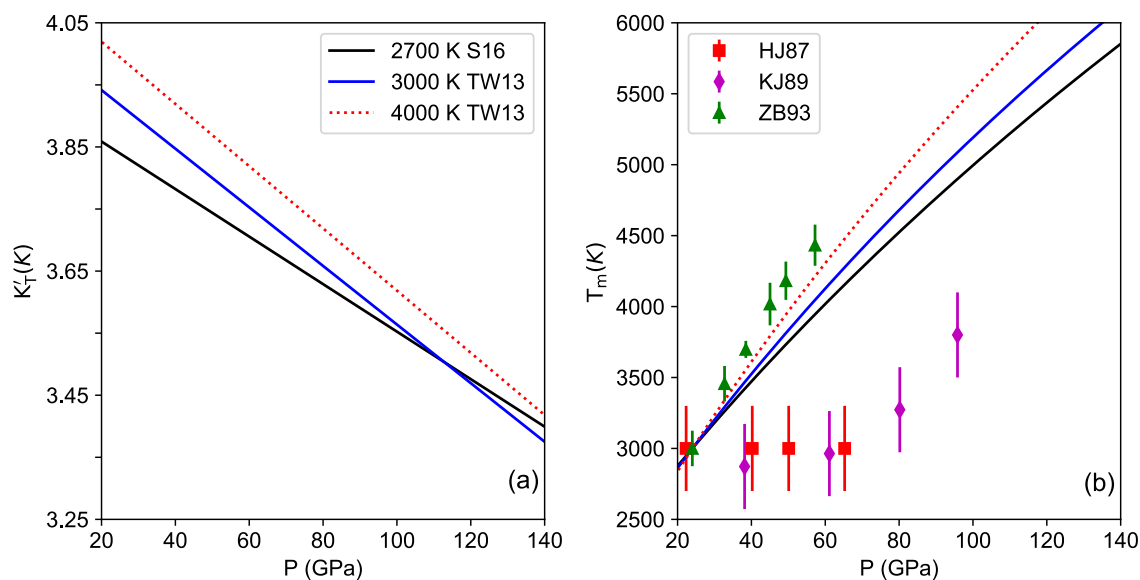 4.05
3.85
3.65
3.45
3.25
K′T(K)
20 40 60 80 100 120 140
P (GPa)
2700 K S16
3000 K TW13
4000 K TW13
(a)
6000
5500
5000
4500
4000
3500
3000
2500
Tm(K)
20 40 60 80 100 120 140
P (GPa)
HJ87
KJ89
ZB93
(b)